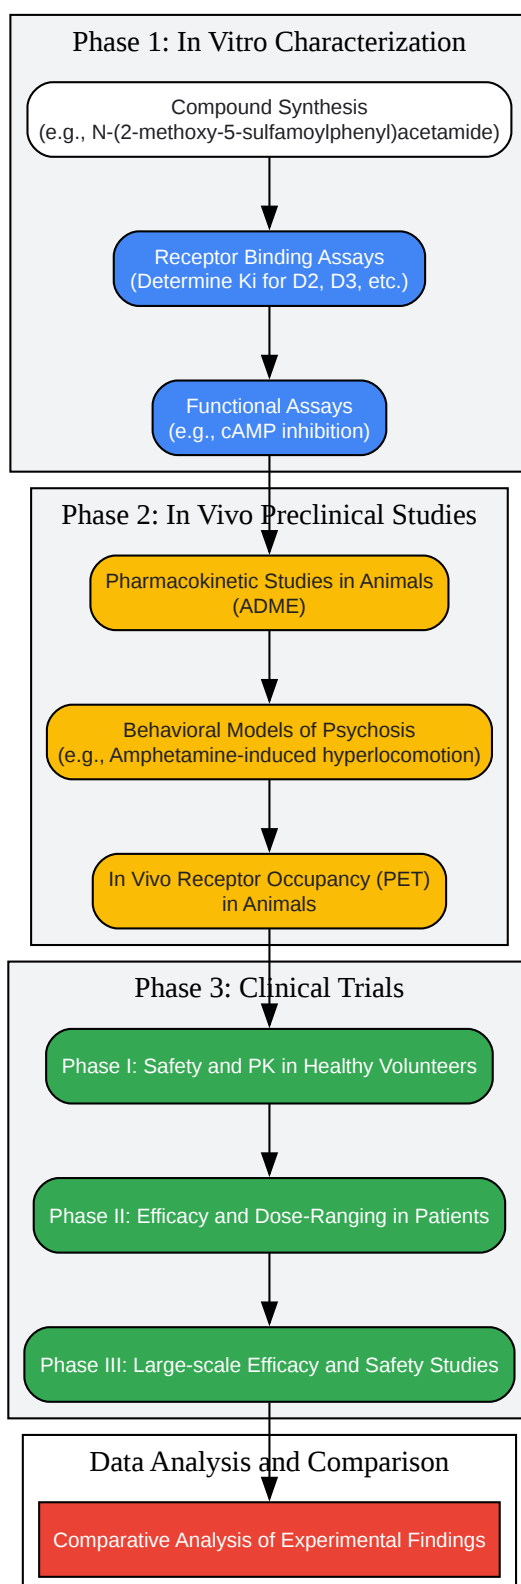 Phase 1: In Vitro Characterization
Compound Synthesis
(e.g., N-(2-methoxy-5-sulfamoylphenyl)acetamide)
Receptor Binding Assays
(Determine Ki for D2, D3, etc.)
Functional Assays
(e.g., cAMP inhibition)
Phase 2: In Vivo Preclinical Studies
Pharmacokinetic Studies in Animals
(ADME)
Behavioral Models of Psychosis
(e.g., Amphetamine-induced hyperlocomotion)
In Vivo Receptor Occupancy (PET)
in Animals
Phase 3: Clinical Trials
Phase I: Safety and PK in Healthy Volunteers
Phase II: Efficacy and Dose-Ranging in Patients
Phase III: Large-scale Efficacy and Safety Studies
Data Analysis and Comparison
Comparative Analysis of Experimental Findings